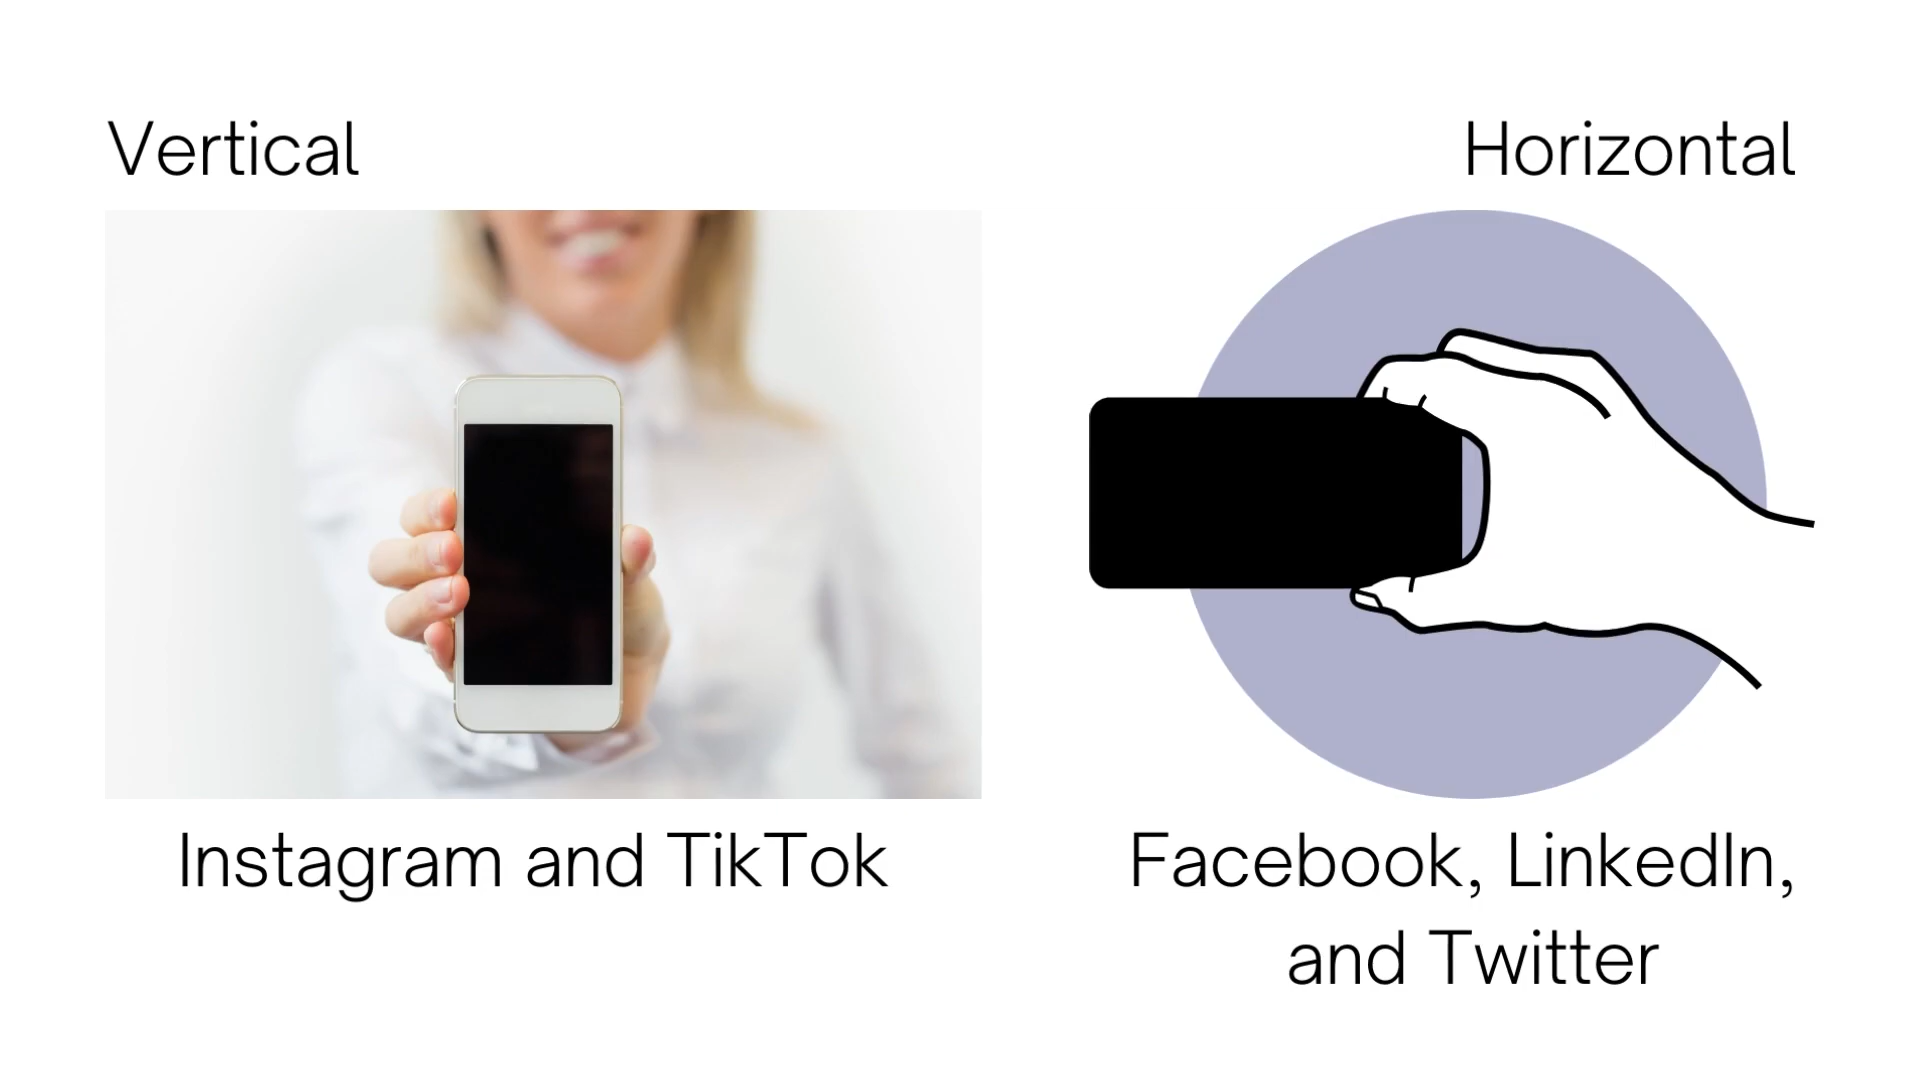 Vertical
Horizontal
Instagram and TikTok
Facebook, LinkedIn,
and Twitter